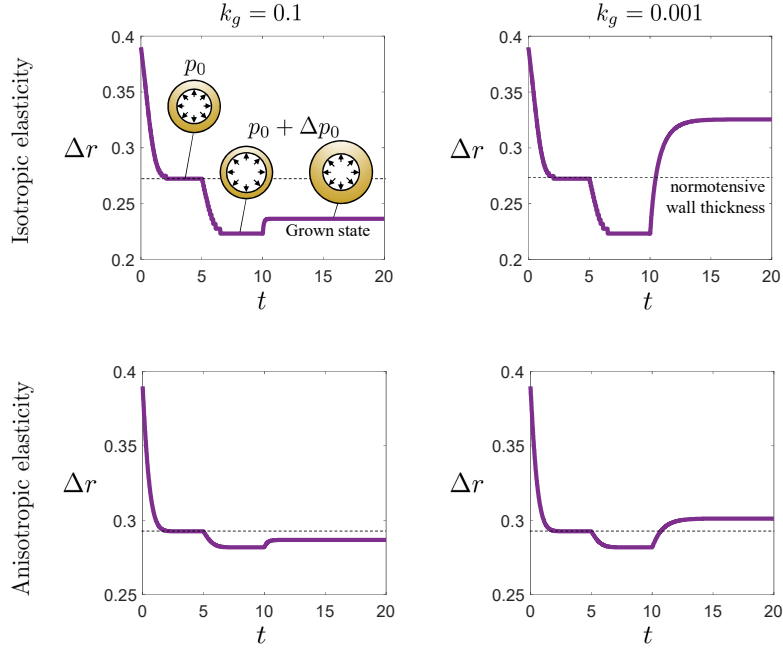 $k_g = 0.1$
$k_g = 0.001$
Isotropic elasticity
Δr
0.4
0.35
0.3
0.25
0.2
$p_0$
$p_0 + \Delta p_0$
Grown state
0 5 10 15 20
t
Δr
0.4
0.35
0.3
0.25
0.2
normotensive
wall thickness
0 5 10 15 20
t
Anisotropic elasticity
Δr
0.4
0.35
0.3
0.25
0 5 10 15 20
t
Δr
0.4
0.35
0.3
0.25
0 5 10 15 20
t